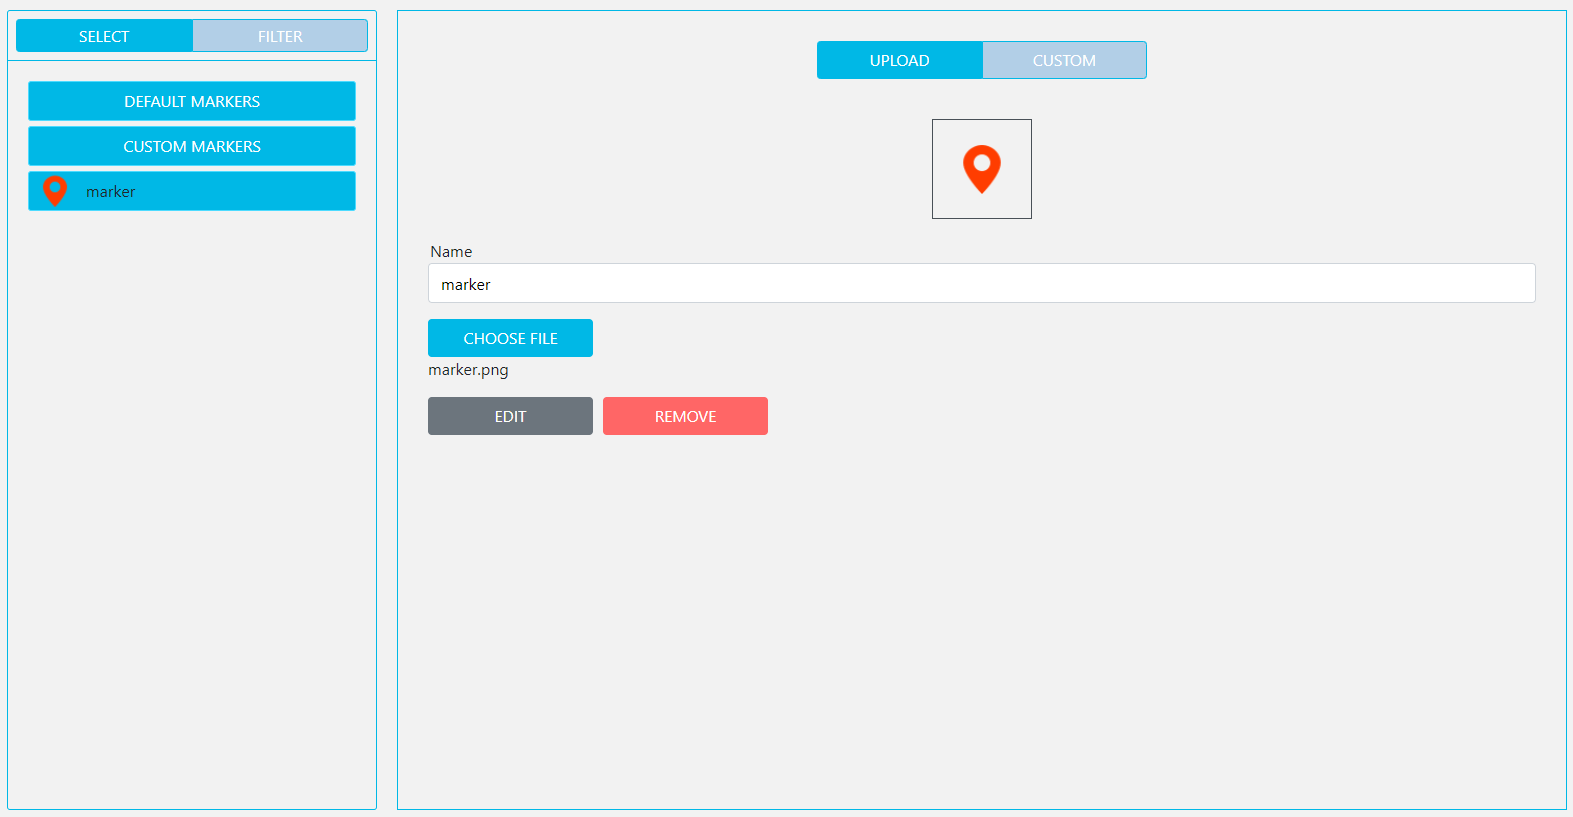 SELECT FILTER
DEFAULT MARKERS
CUSTOM MARKERS
marker
UPLOAD CUSTOM
Name
marker
CHOOSE FILE
marker.png
EDIT REMOVE